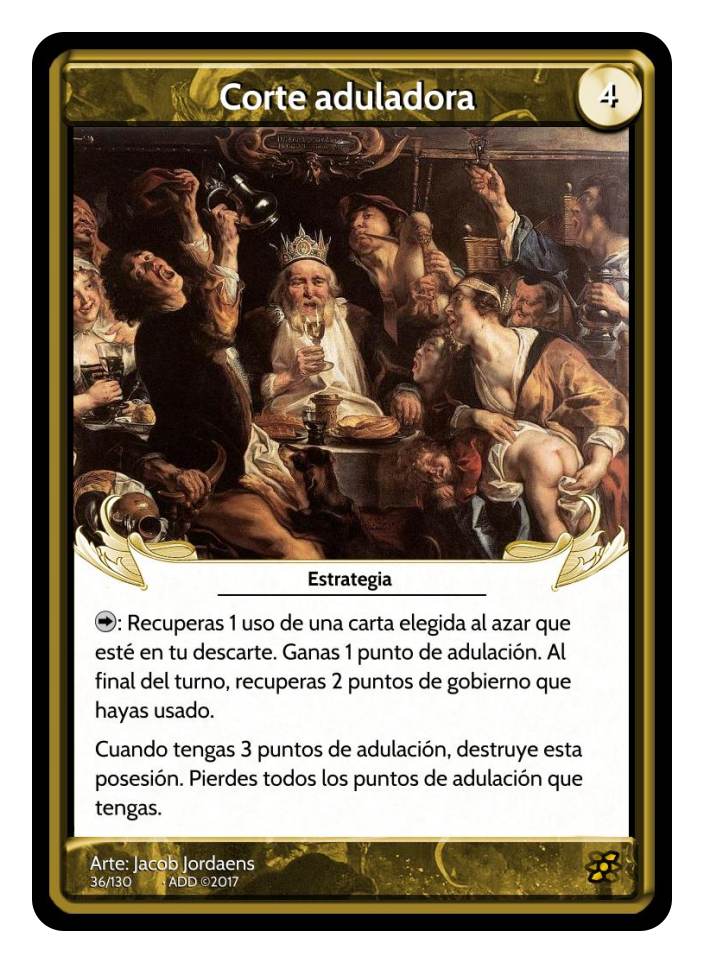 Corte aduladora
4
Estrategia
: Recuperas 1 uso de una carta elegida al azar que
esté en tu descarte. Ganas 1 punto de adulación. Al
final del turno, recuperas 2 puntos de gobierno que
hayas usado.
Cuando tengas 3 puntos de adulación, destruye esta
posesión. Pierdes todos los puntos de adulación que
tengas.
Arte: Jacob Jordaens
36/130 · ADD ©2017